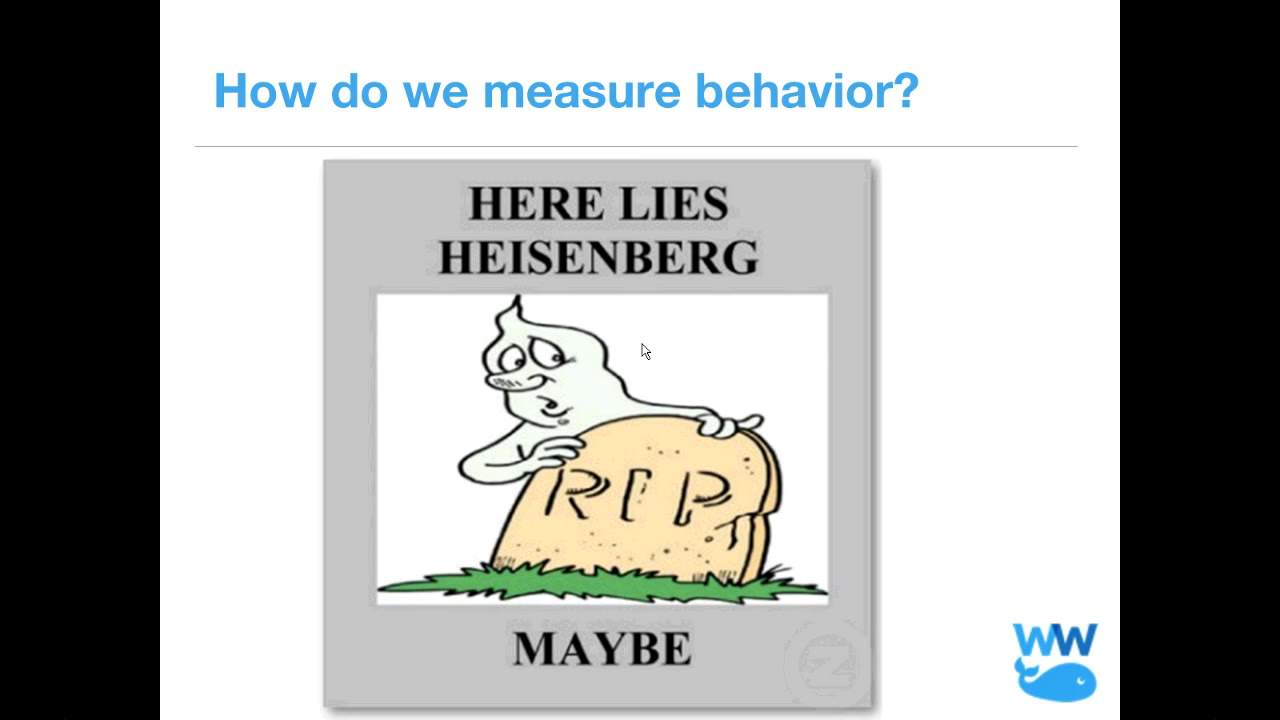 How do we measure behavior?
HERE LIES
HEISENBERG
RIP
MAYBE
Z
WW